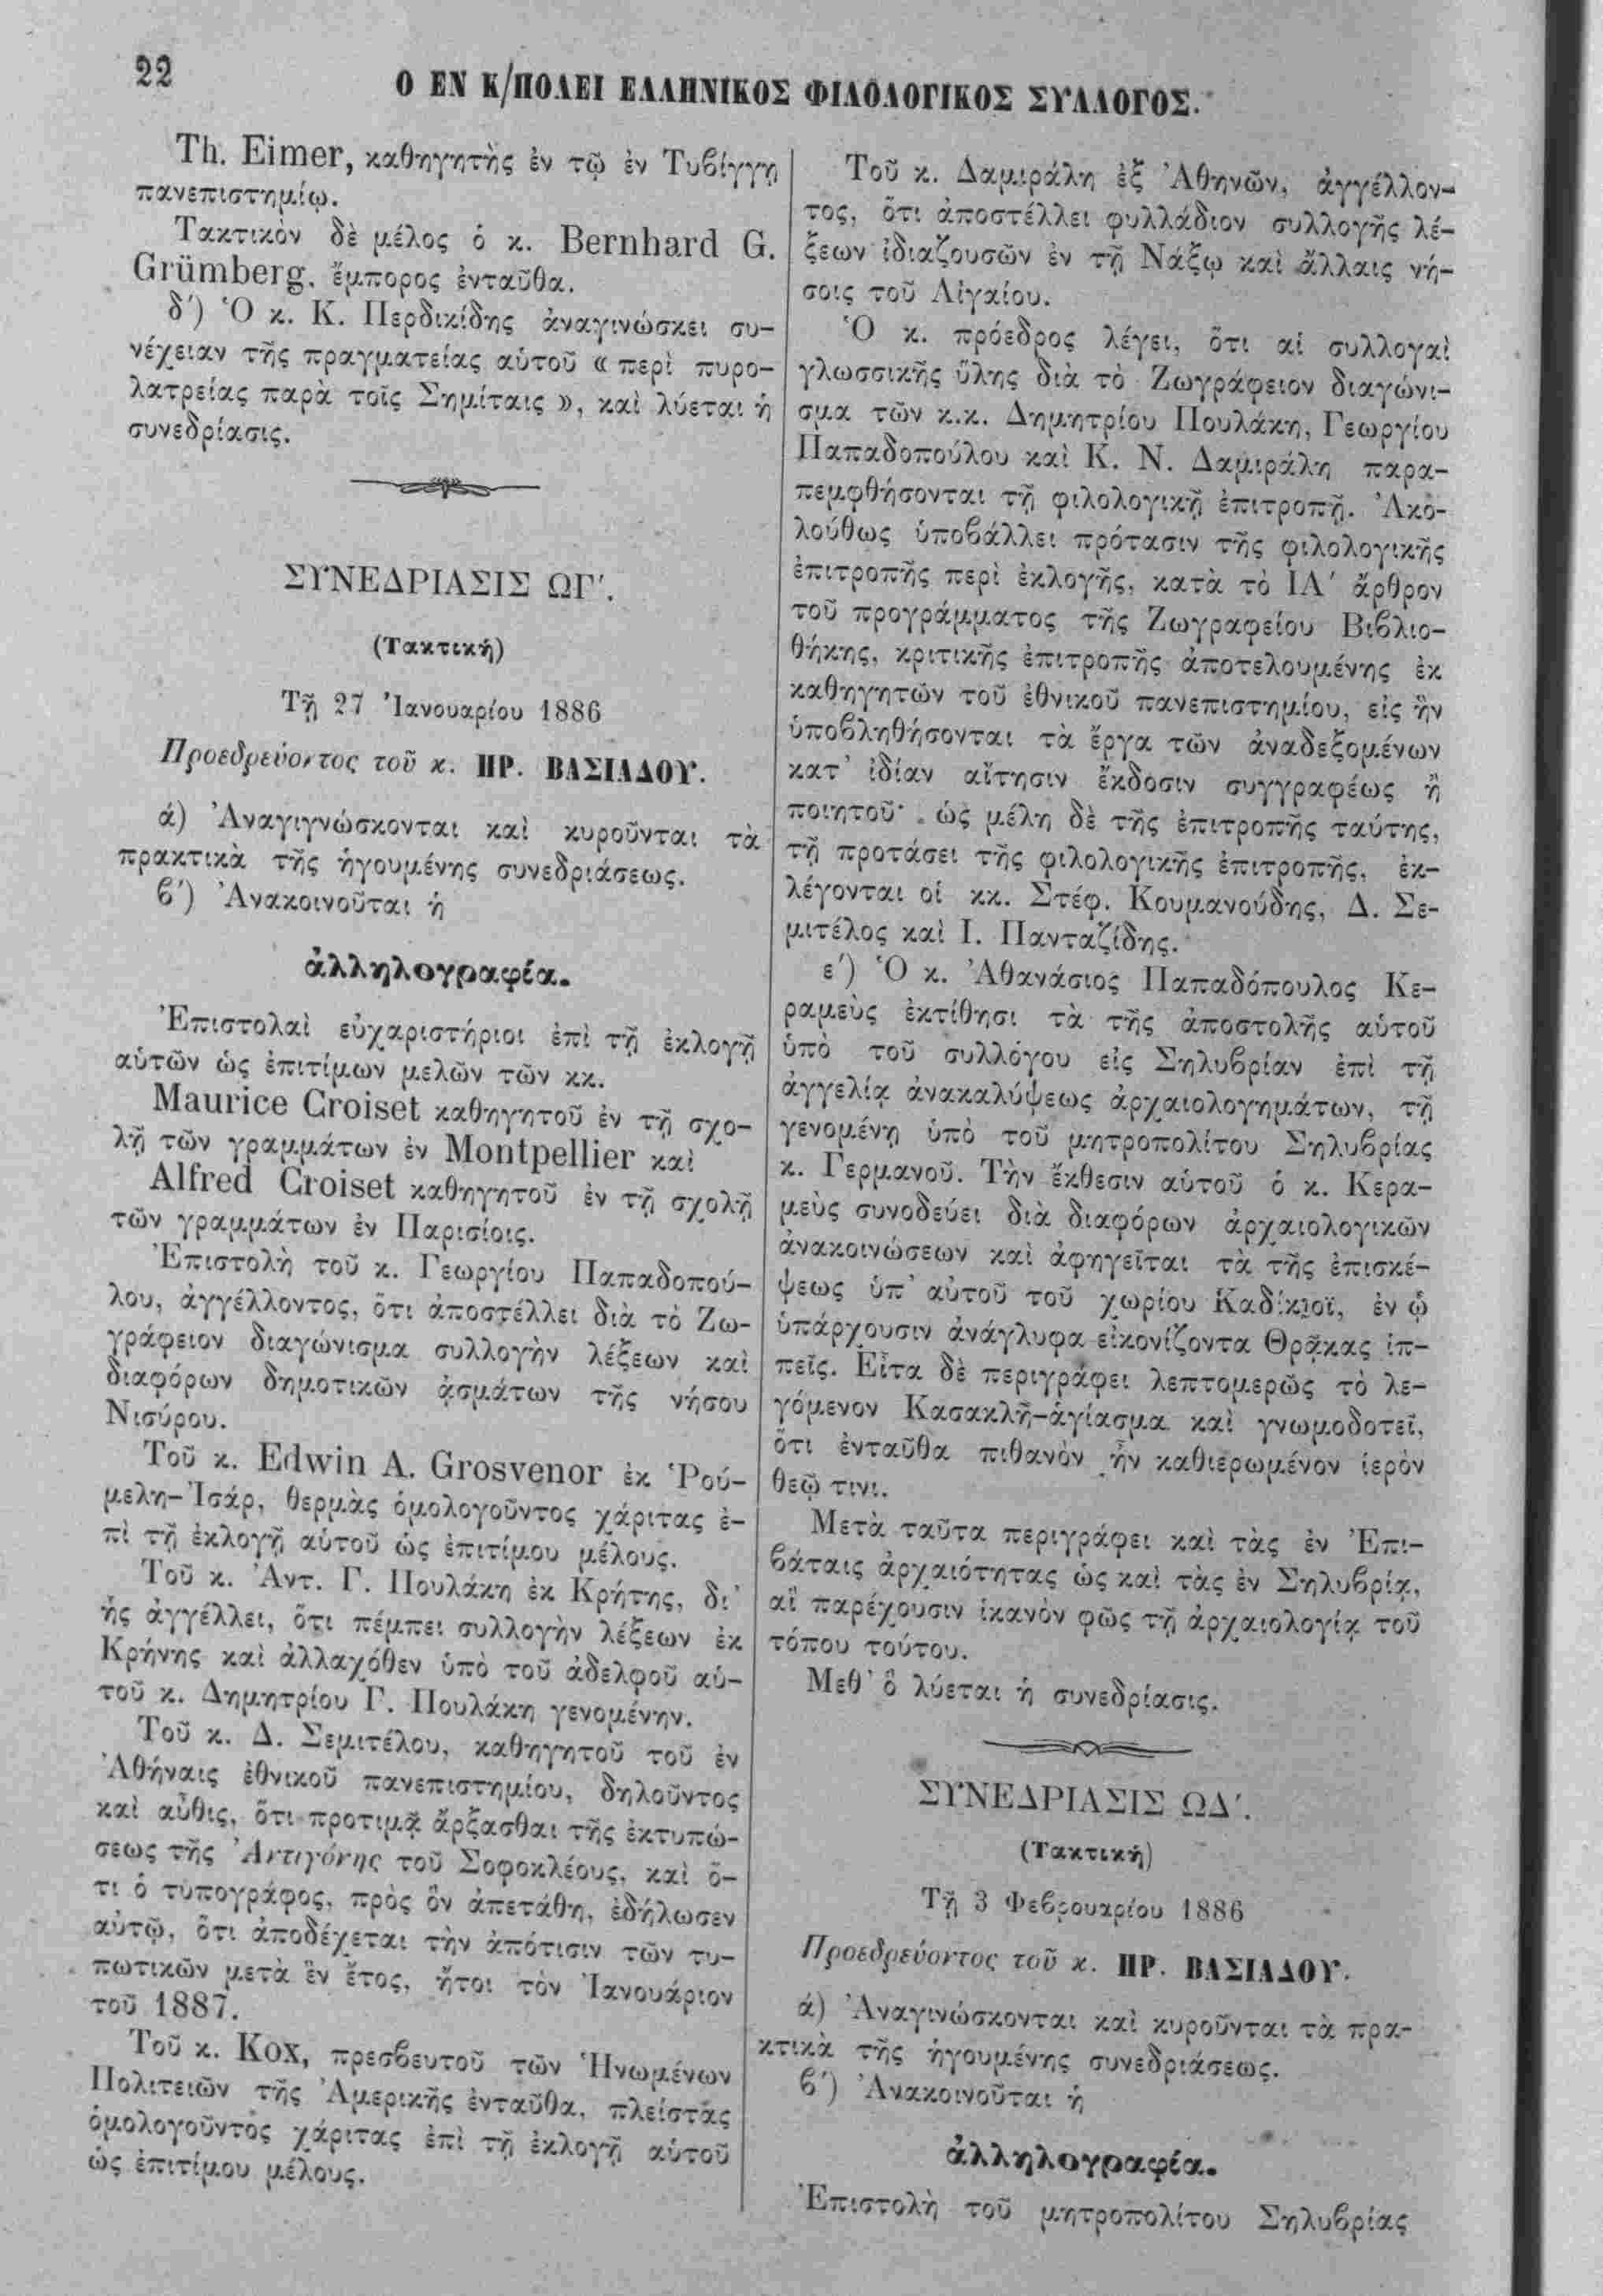 22
Ο ΕΝ Κ/ΠΟΛΕΙ ΕΛΛΗΝΙΚΟΣ ΦΙΛΟΛΟΓΙΚΟΣ ΣΥΛΛΟΓΟΣ.
Th. Eimer, καθηγητὴς ἐν τῷ ἐν Τυβίγγῃ
πανεπιστημίῳ.
Τακτικὸν δὲ μέλος ὁ κ. Bernhard G.
Grümberg, ἔμπορος ἐνταῦθα.
δ') Ὁ κ. Κ. Περδικίδης ἀναγινώσκει συ-
νέχειαν τῆς πραγματείας αὑτοῦ « περὶ πυρο-
λατρείας παρὰ τοῖς Σημίταις », καὶ λύεται ἡ
συνεδρίασις.
ΣΥΝΕΔΡΙΑΣΙΣ ΩΓ'.
(Τακτική)
Τῇ 27 Ἰανουαρίου 1886
Προεδρεύοντος τοῦ κ. ΗΡ. ΒΑΣΙΑΔΟΥ.
ά) Ἀναγιγνώσκονται καὶ κυροῦνται τὰ
πρακτικὰ τῆς ἡγουμένης συνεδριάσεως.
β') Ἀνακοινοῦται ἡ
ἀλληλογραφία.
Ἐπιστολαὶ εὐχαριστήριοι ἐπὶ τῇ ἐκλογῇ
αὑτῶν ὡς ἐπιτίμων μελῶν τῶν κκ.
Maurice Croiset καθηγητοῦ ἐν τῇ σχο-
λῇ τῶν γραμμάτων ἐν Montpellier καὶ
Alfred Croiset καθηγητοῦ ἐν τῇ σχολῇ
τῶν γραμμάτων ἐν Παρισίοις.
Ἐπιστολὴ τοῦ κ. Γεωργίου Παπαδοπού-
λου, ἀγγέλλοντος, ὅτι ἀποστέλλει διὰ τὸ Ζω-
γράφειον διαγώνισμα συλλογὴν λέξεων καὶ
διαφόρων δημοτικῶν ᾀσμάτων τῆς νήσου
Νισύρου.
Τοῦ κ. Edwin A. Grosvenor ἐκ Ῥού-
μελη-Ἰσάρ, θερμὰς ὁμολογοῦντος χάριτας ἐ-
πὶ τῇ ἐκλογῇ αὑτοῦ ὡς ἐπιτίμου μέλους.
Τοῦ κ. Ἀντ. Γ. Πουλάκη ἐκ Κρήτης, δι'
ἧς ἀγγέλλει, ὅτι πέμπει συλλογὴν λέξεων ἐκ
Κρήνης καὶ ἀλλαχόθεν ὑπὸ τοῦ ἀδελφοῦ αὑ-
τοῦ κ. Δημητρίου Γ. Πουλάκη γενομένην.
Τοῦ κ. Δ. Σεμιτέλου, καθηγητοῦ τοῦ ἐν
Ἀθήναις ἐθνικοῦ πανεπιστημίου, δηλοῦντος
καὶ αὖθις, ὅτι προτιμᾷ ἄρξασθαι τῆς ἐκτυπώ-
σεως τῆς Ἀντιγόνης τοῦ Σοφοκλέους, καὶ ὅ-
τι ὁ τυπογράφος, πρὸς ὃν ἀπετάθη, ἐδήλωσεν
αὐτῷ, ὅτι ἀποδέχεται τὴν ἀπότισιν τῶν τυ-
πωτικῶν μετὰ ἓν ἔτος, ἤτοι τὸν Ἰανουάριον
τοῦ 1887.
Τοῦ κ. Kox, πρεσβευτοῦ τῶν Ἡνωμένων
Πολιτειῶν τῆς Ἀμερικῆς ἐνταῦθα, πλείστας
ὁμολογοῦντος χάριτας ἐπὶ τῇ ἐκλογῇ αὑτοῦ
ὡς ἐπιτίμου μέλους.
Τοῦ κ. Δαμιράλη ἐξ Ἀθηνῶν, ἀγγέλλον-
τος, ὅτι ἀποστέλλει φυλλάδιον συλλογῆς λέ-
ξεων ἰδιαζουσῶν ἐν τῇ Νάξῳ καὶ ἄλλαις νή-
σοις τοῦ Αἰγαίου.
Ὁ κ. πρόεδρος λέγει, ὅτι αἱ συλλογαὶ
γλωσσικῆς ὕλης διὰ τὸ Ζωγράφειον διαγώνι-
σμα τῶν κ.κ. Δημητρίου Πουλάκη, Γεωργίου
Παπαδοπούλου καὶ Κ. Ν. Δαμιράλη παρα-
πεμφθήσονται τῇ φιλολογικῇ ἐπιτροπῇ. Ἀκο-
λούθως ὑποβάλλει πρότασιν τῆς φιλολογικῆς
ἐπιτροπῆς περὶ ἐκλογῆς, κατὰ τὸ ΙΑ' ἄρθρον
τοῦ προγράμματος τῆς Ζωγραφείου Βιβλιο-
θήκης, κριτικῆς ἐπιτροπῆς ἀποτελουμένης ἐκ
καθηγητῶν τοῦ ἐθνικοῦ πανεπιστημίου, εἰς ἣν
ὑποβληθήσονται τὰ ἔργα τῶν ἀναδεξομένων
κατ' ἰδίαν αἴτησιν ἔκδοσιν συγγραφέως ἢ
ποιητοῦ· ὡς μέλη δὲ τῆς ἐπιτροπῆς ταύτης,
τῇ προτάσει τῆς φιλολογικῆς ἐπιτροπῆς, ἐκ-
λέγονται οἱ κκ. Στέφ. Κουμανούδης, Δ. Σε-
μιτέλος καὶ Ι. Πανταζίδης.
ε') Ὁ κ. Ἀθανάσιος Παπαδόπουλος Κε-
ραμεὺς ἐκτίθησι τὰ τῆς ἀποστολῆς αὑτοῦ
ὑπὸ τοῦ συλλόγου εἰς Σηλυβρίαν ἐπὶ τῇ
ἀγγελίᾳ ἀνακαλύψεως ἀρχαιολογημάτων, τῇ
γενομένῃ ὑπὸ τοῦ μητροπολίτου Σηλυβρίας
κ. Γερμανοῦ. Τὴν ἔκθεσιν αὑτοῦ ὁ κ. Κερα-
μεὺς συνοδεύει διὰ διαφόρων ἀρχαιολογικῶν
ἀνακοινώσεων καὶ ἀφηγεῖται τὰ τῆς ἐπισκέ-
ψεως ὑπ' αὐτοῦ τοῦ χωρίου Καδίκιοϊ, ἐν ᾧ
ὑπάρχουσιν ἀνάγλυφα εἰκονίζοντα Θρᾷκας ἱπ-
πεῖς. Εἶτα δὲ περιγράφει λεπτομερῶς τὸ λε-
γόμενον Κασακλῆ-ἁγίασμα καὶ γνωμοδοτεῖ,
ὅτι ἐνταῦθα πιθανὸν ἦν καθιερωμένον ἱερὸν
θεῷ τινι.
Μετὰ ταῦτα περιγράφει καὶ τὰς ἐν Ἐπι-
βάταις ἀρχαιότητας ὡς καὶ τὰς ἐν Σηλυβρίᾳ,
αἳ παρέχουσιν ἱκανὸν φῶς τῇ ἀρχαιολογίᾳ τοῦ
τόπου τούτου.
Μεθ' ὃ λύεται ἡ συνεδρίασις.
ΣΥΝΕΔΡΙΑΣΙΣ ΩΔ'.
(Τακτική)
Τῇ 3 Φεβρουαρίου 1886
Προεδρεύοντος τοῦ κ. ΗΡ. ΒΑΣΙΑΔΟΥ.
ά) Ἀναγινώσκονται καὶ κυροῦνται τὰ πρα-
κτικὰ τῆς ἡγουμένης συνεδριάσεως.
β') Ἀνακοινοῦται ἡ
ἀλληλογραφία.
Ἐπιστολὴ τοῦ μητροπολίτου Σηλυβρίας